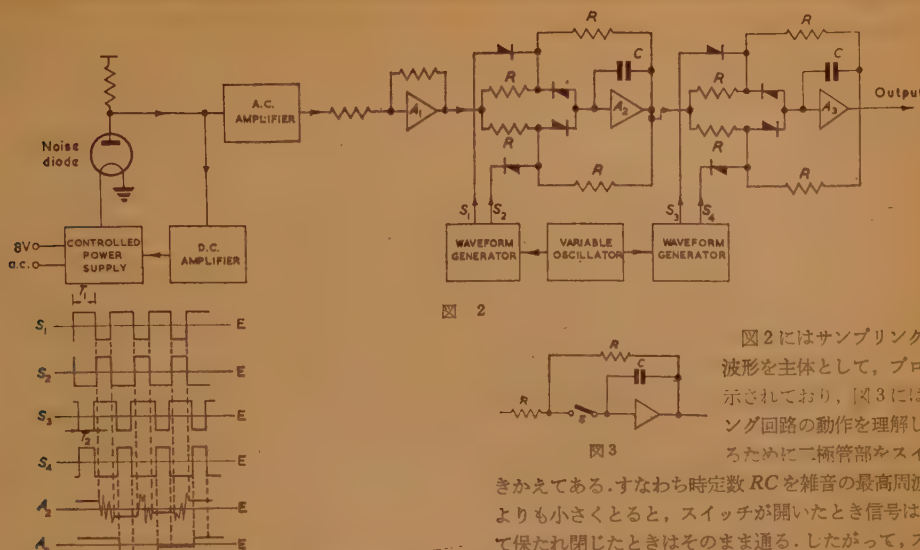 R
C
R
C
A.C.
AMPLIFIER
A₁
R
R
A₂
R
R
A₃
Output
Noise
diode
R
R
S₁
S₂
S₃
S₄
8V
a.c.
CONTROLLED
POWER
SUPPLY
D.C.
AMPLIFIER
WAVEFORM
GENERATOR
VARIABLE
OSCILLATOR
WAVEFORM
GENERATOR
図 2
S₁
E
S₂
E
S₃
E
S₄
E
A₂
E
E
R
C
R
S
図3
図2にはサンプリング
波形を主体として,ブロ
示されており,図3には
ング回路の動作を理解し
るために二極管部をスイ
きかえてある.すなわち時定数RCを雑音の最高周波
よりも小さくとると,スイッチが開いたとき信号は
て保たれ閉じたときはそのまま通る.したがって,